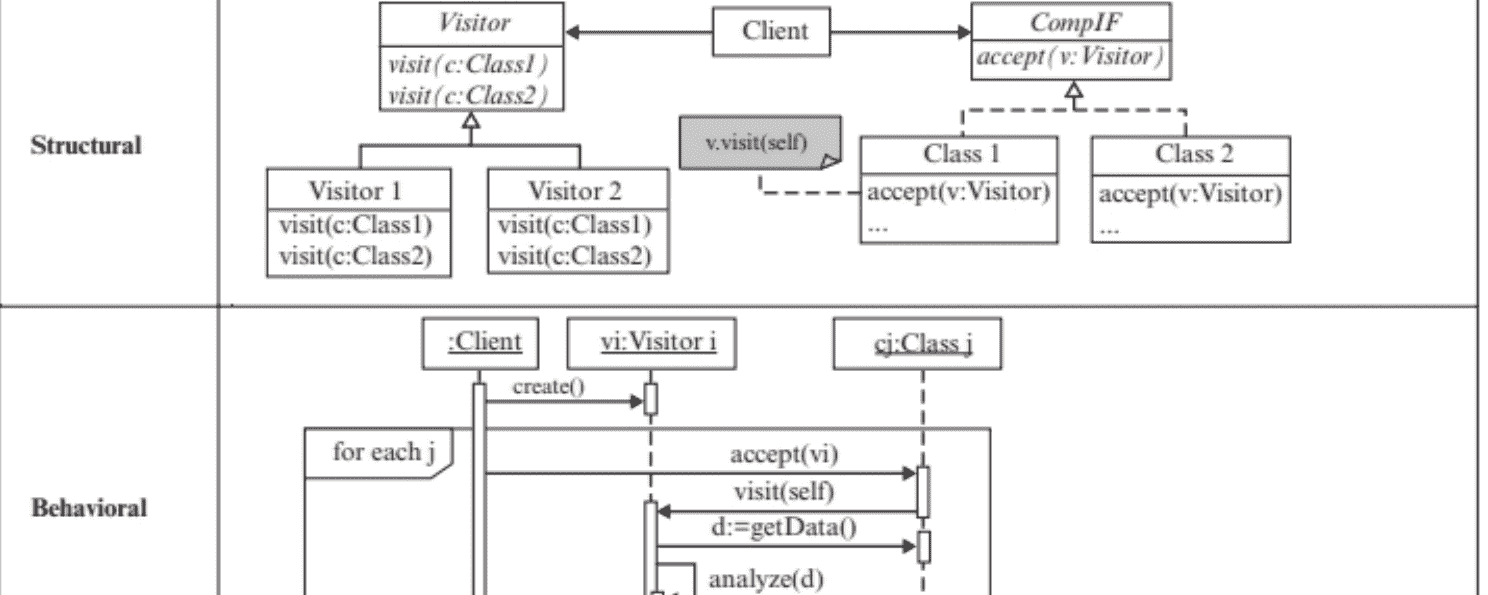 Structural
Visitor
visit(c:Class1)
visit(c:Class2)
Client
CompIF
accept(v:Visitor)
Visitor 1
visit(c:Class1)
visit(c:Class2)
Visitor 2
visit(c:Class1)
visit(c:Class2)
v.visit(self)
Class 1
accept(v:Visitor)
...
Class 2
accept(v:Visitor)
...
Behavioral
:Client
vi:Visitor i
cj:Class j
create()
for each j
accept(vi)
visit(self)
d:=getData()
analyze(d)